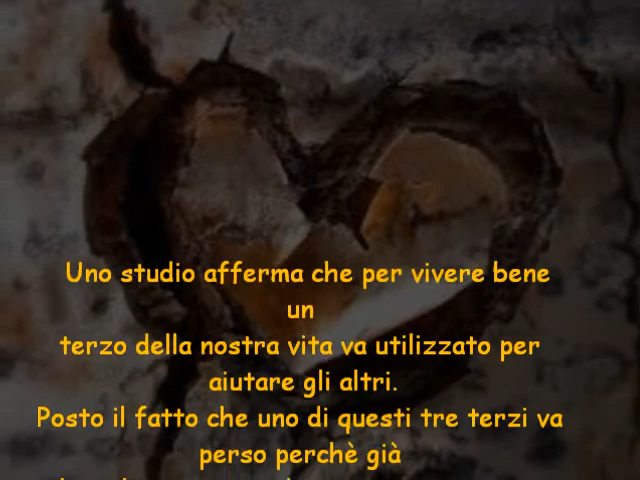 Uno studio afferma che per vivere bene
un
terzo della nostra vita va utilizzato per
aiutare gli altri.
Posto il fatto che uno di questi tre terzi va
perso perchè già